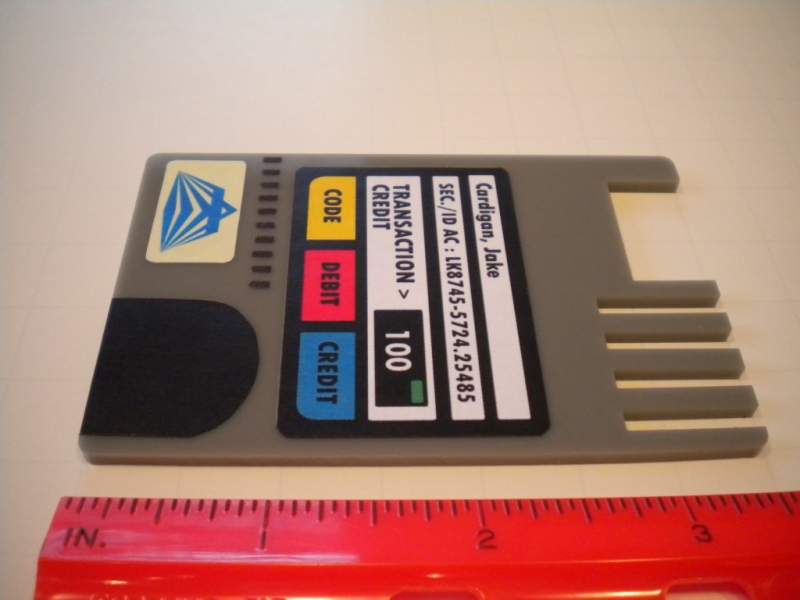 Cardigan, Jake
SEC./ID AC : LK8745-5724.25485
TRANSACTION >
CREDIT
100
CODE
DEBIT
CREDIT
IN.
1
2
3